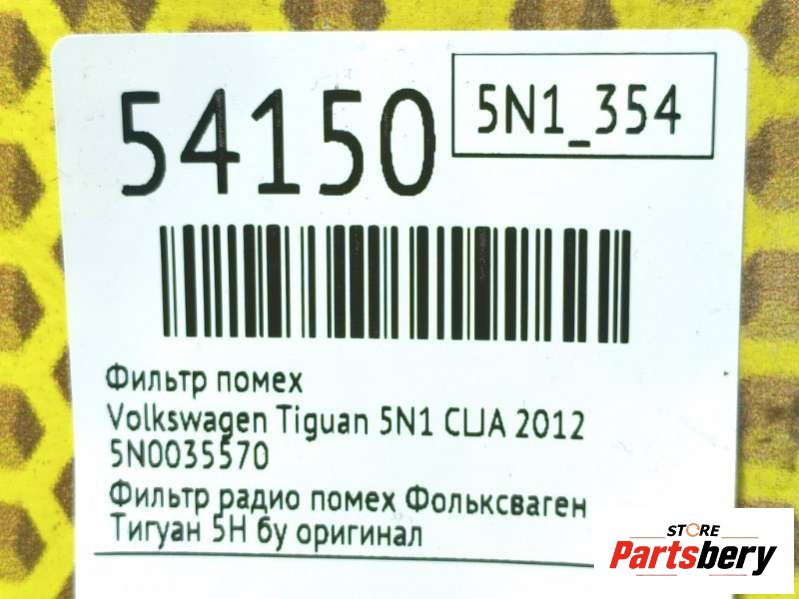 54150
5N1_354
Фильтр помех
Volkswagen Tiguan 5N1 CШA 2012
5N0035570
Фильтр радио помех Фольксваген
Тигуан 5Н бу оригинал
STORE
Partsbery